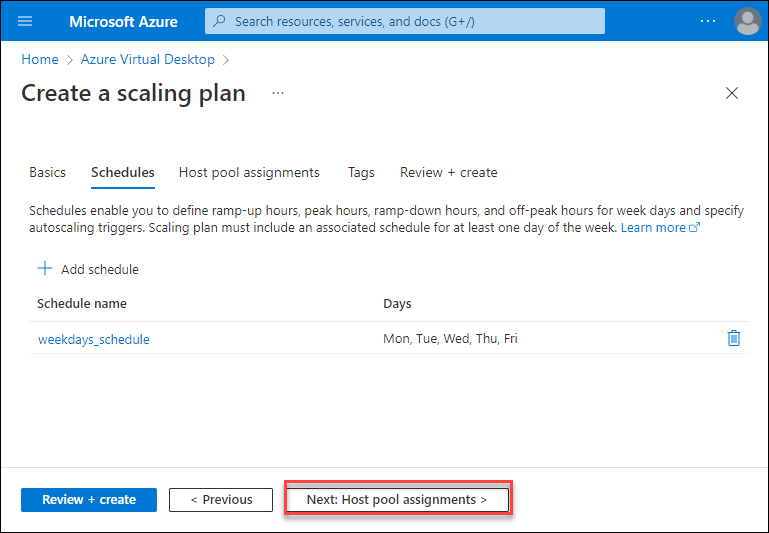 Microsoft Azure
Search resources, services, and docs (G+/)
Home > Azure Virtual Desktop >
Create a scaling plan ...
Basics Schedules Host pool assignments Tags Review + create
Schedules enable you to define ramp-up hours, peak hours, ramp-down hours, and off-peak hours for week days and specify
autoscaling triggers. Scaling plan must include an associated schedule for at least one day of the week. Learn more
+ Add schedule
Schedule name Days
weekdays_schedule Mon, Tue, Wed, Thu, Fri
Review + create < Previous Next: Host pool assignments >